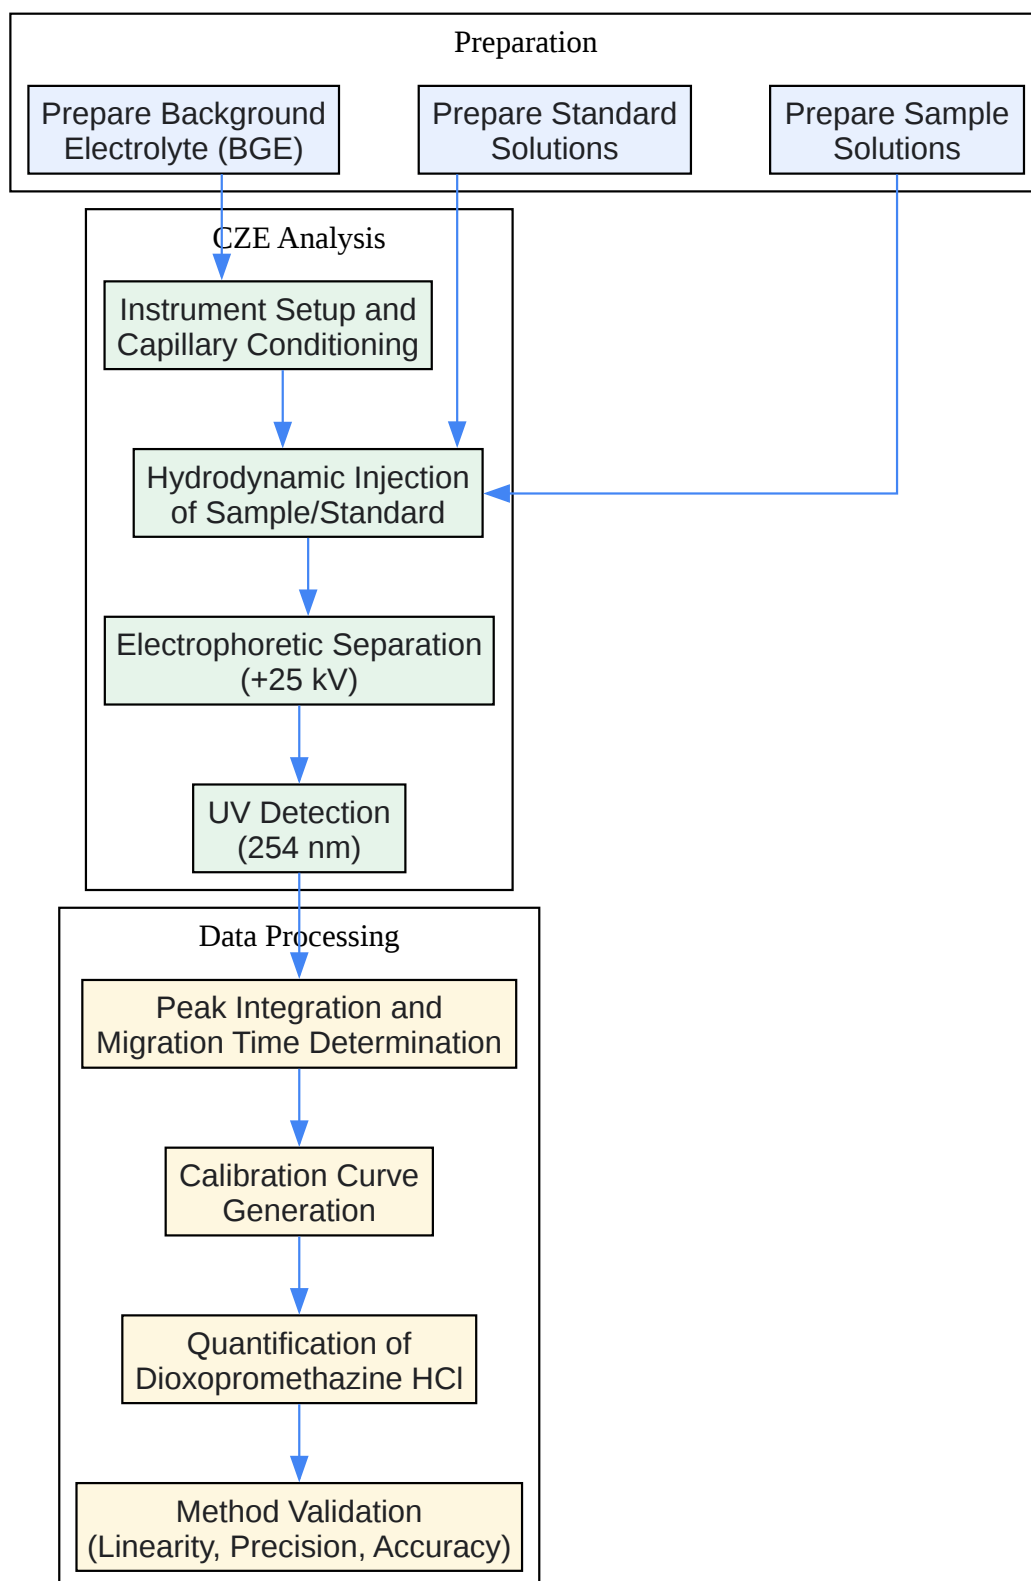 Preparation
Prepare Background
Electrolyte (BGE)
Prepare Standard
Solutions
Prepare Sample
Solutions
CZE Analysis
Instrument Setup and
Capillary Conditioning
Hydrodynamic Injection
of Sample/Standard
Electrophoretic Separation
(+25 kV)
UV Detection
(254 nm)
Data Processing
Peak Integration and
Migration Time Determination
Calibration Curve
Generation
Quantification of
Dioxopromethazine HCl
Method Validation
(Linearity, Precision, Accuracy)